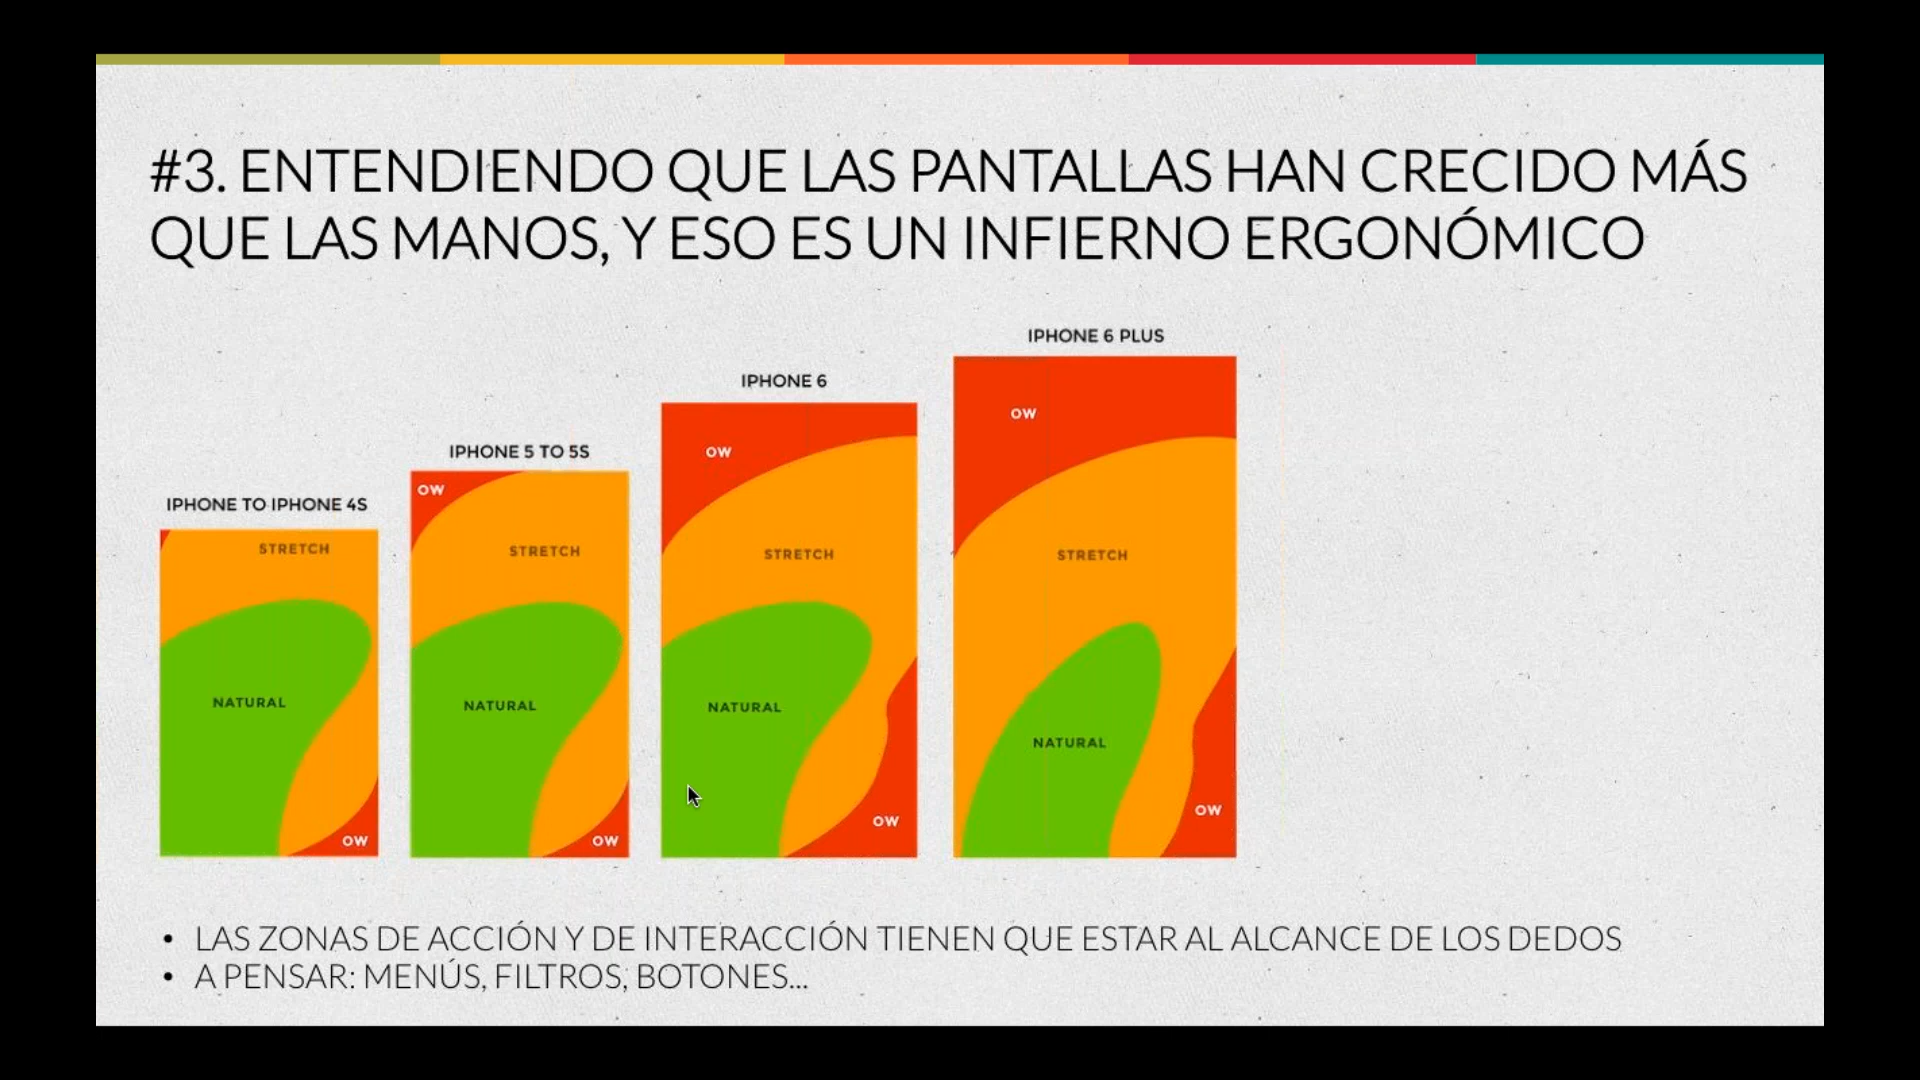 #3. ENTENDIENDO QUE LAS PANTALLAS HAN CRECIDO MÁS
QUE LAS MANOS, Y ESO ES UN INFIERNO ERGONÓMICO
IPHONE TO IPHONE 4S
STRETCH
NATURAL
OW
IPHONE 5 TO 5S
OW
STRETCH
NATURAL
OW
IPHONE 6
OW
STRETCH
NATURAL
OW
IPHONE 6 PLUS
OW
STRETCH
NATURAL
OW
• LAS ZONAS DE ACCIÓN Y DE INTERACCIÓN TIENEN QUE ESTAR AL ALCANCE DE LOS DEDOS
• A PENSAR: MENÚS, FILTROS, BOTONES...